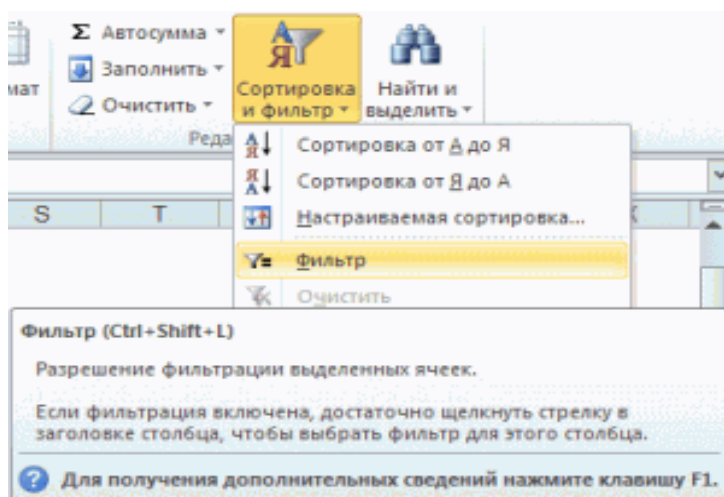 Σ Автосумма
Заполнить
Очистить
мат
Сортировка
и фильтр
Найти и
выделить
Реда
Сортировка от А до Я
Сортировка от Я до А
Настраиваемая сортировка...
S T
Фильтр
Очистить
Фильтр (Ctrl+Shift+L)
Разрешение фильтрации выделенных ячеек.
Если фильтрация включена, достаточно щелкнуть стрелку в
заголовке столбца, чтобы выбрать фильтр для этого столбца.
Для получения дополнительных сведений нажмите клавишу F1.